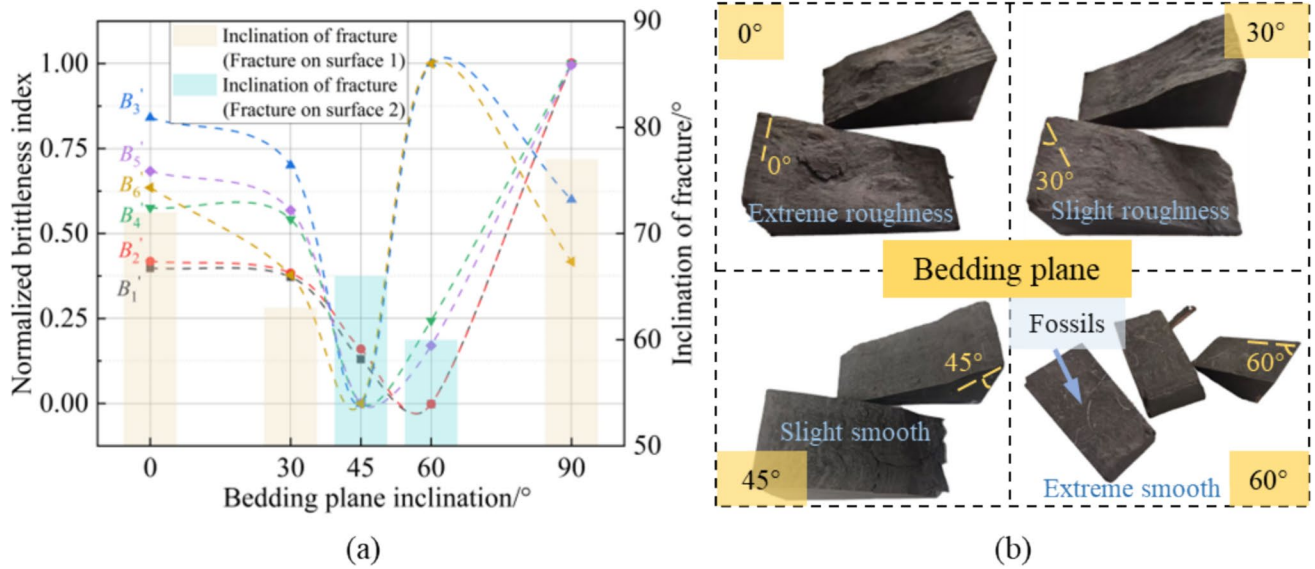 Inclination of fracture
(Fracture on surface 1)
Inclination of fracture
(Fracture on surface 2)
Normalized brittleness index
1.00
0.75
0.50
0.25
0.00
B3'
B5'
B6'
B4'
B2'
B1'
90
80
70
60
50
Inclination of fracture/°
0
30
45
60
90
Bedding plane inclination/°
(a)
0°
30°
0°
30°
Extreme roughness
Slight roughness
Bedding plane
Fossils
45°
60°
Slight smooth
45°
Extreme smooth
60°
(b)